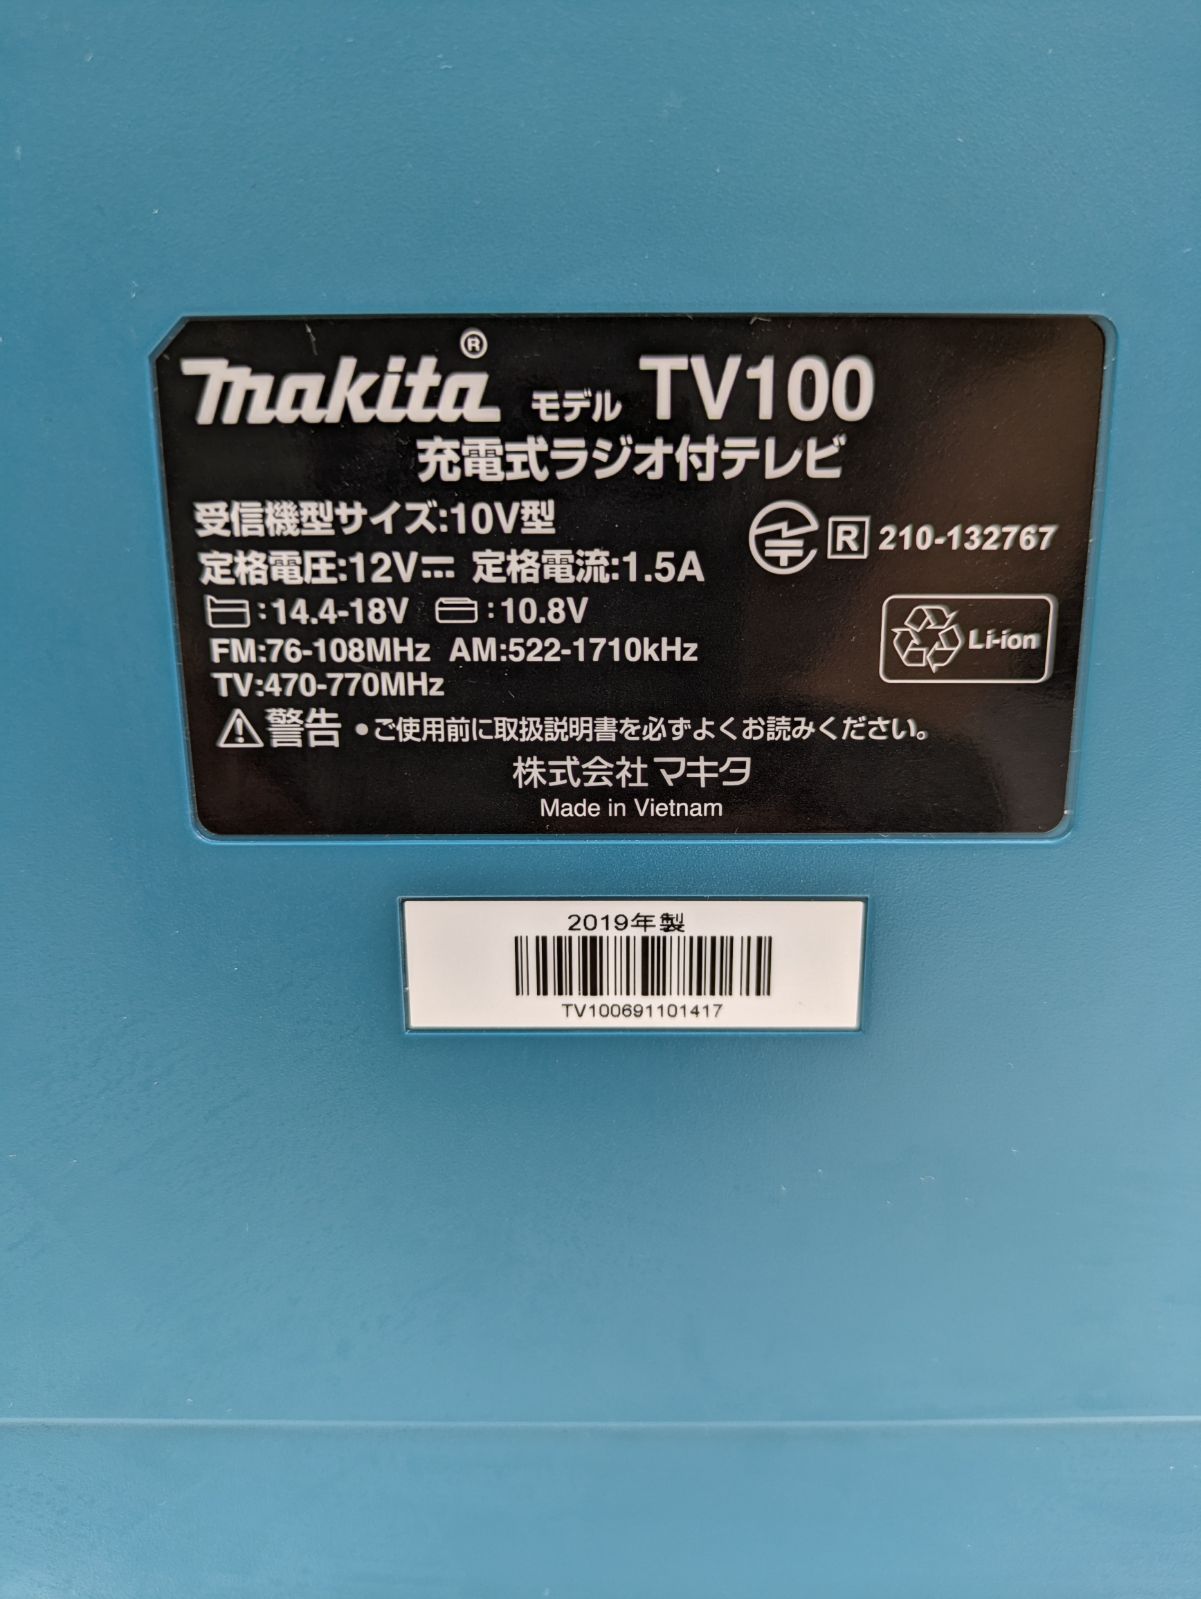 makita® モデル TV100
充電式ラジオ付テレビ
受信機型サイズ:10V型
R 210-132767
定格電圧:12V⎓ 定格電流:1.5A
:14.4-18V :10.8V
Li-ion
FM:76-108MHz AM:522-1710kHz
TV:470-770MHz
⚠警告 ●ご使用前に取扱説明書を必ずよくお読みください。
株式会社マキタ
Made in Vietnam
2019年製
TV100691101417